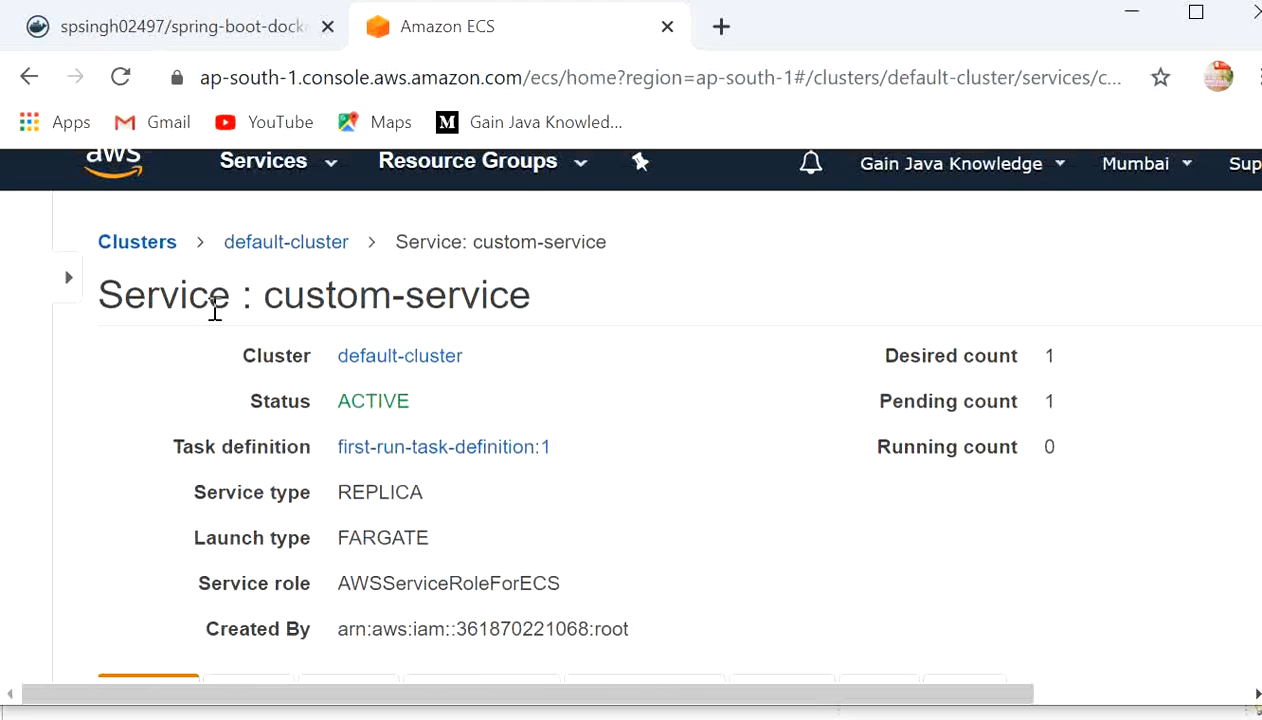 spsingh02497/spring-boot-dock
Amazon ECS
ap-south-1.console.aws.amazon.com/ecs/home?region=ap-south-1#/clusters/default-cluster/services/c...
Apps Gmail YouTube Maps M Gain Java Knowled...
aws Services Resource Groups Gain Java Knowledge Mumbai Sup
Clusters > default-cluster > Service: custom-service
Service : custom-service
Cluster default-cluster Desired count 1
Status ACTIVE Pending count 1
Task definition first-run-task-definition:1 Running count 0
Service type REPLICA
Launch type FARGATE
Service role AWSServiceRoleForECS
Created By arn:aws:iam::361870221068:root